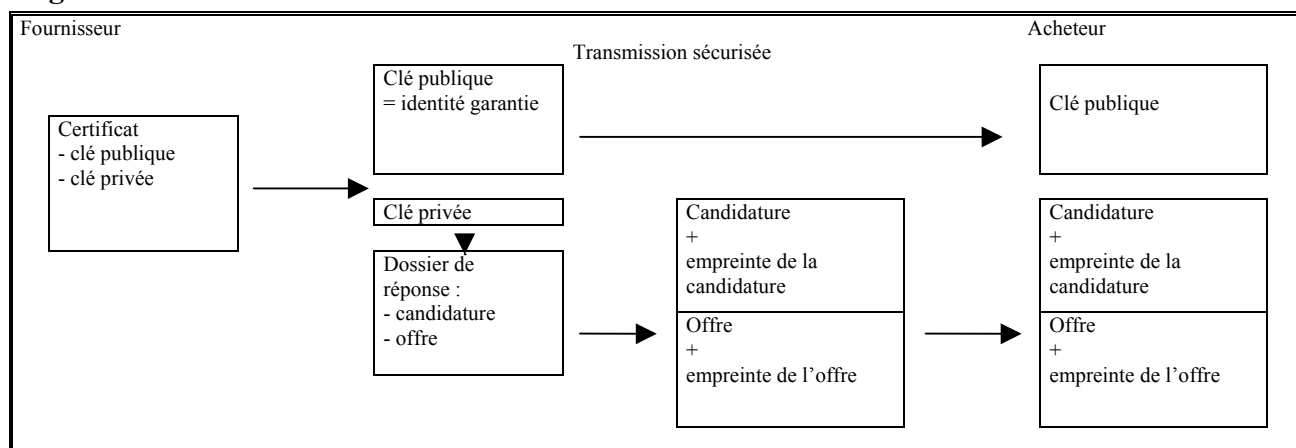 Fournisseur
Acheteur
Transmission sécurisée
Certificat
- clé publique
- clé privée
Clé publique
= identité garantie
Clé publique
Clé privée
Dossier de
réponse :
- candidature
- offre
Candidature
+
empreinte de la
candidature
Offre
+
empreinte de l’offre
Candidature
+
empreinte de la
candidature
Offre
+
empreinte de l’offre